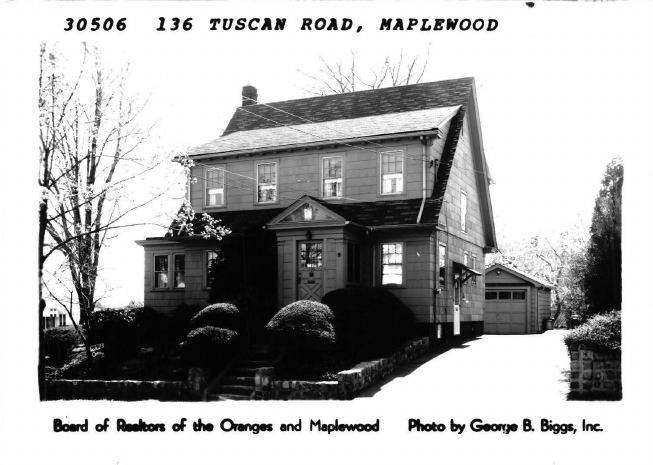 30506 136 TUSCAN ROAD, MAPLEWOOD
Board of Realtors of the Oranges and Maplewood Photo by George B. Biggs, Inc.